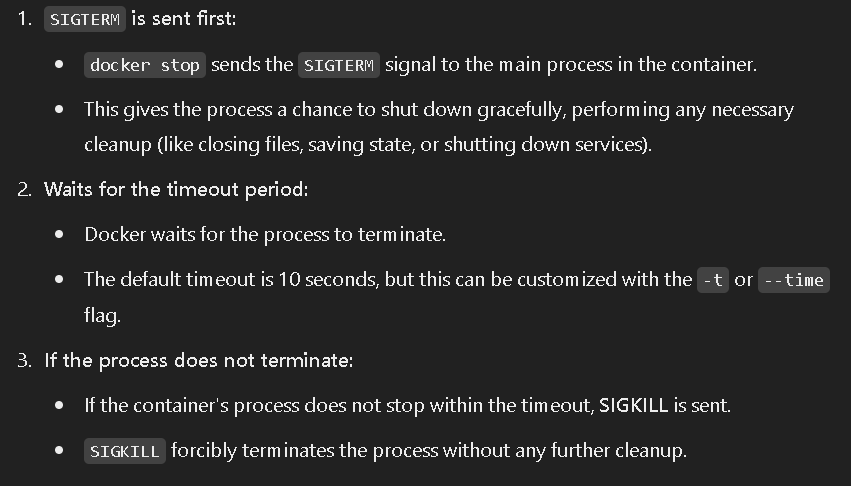 1. SIGTERM is sent first:
• docker stop sends the SIGTERM signal to the main process in the container.
• This gives the process a chance to shut down gracefully, performing any necessary
cleanup (like closing files, saving state, or shutting down services).
2. Waits for the timeout period:
• Docker waits for the process to terminate.
• The default timeout is 10 seconds, but this can be customized with the -t or --time
flag.
3. If the process does not terminate:
• If the container's process does not stop within the timeout, SIGKILL is sent.
• SIGKILL forcibly terminates the process without any further cleanup.